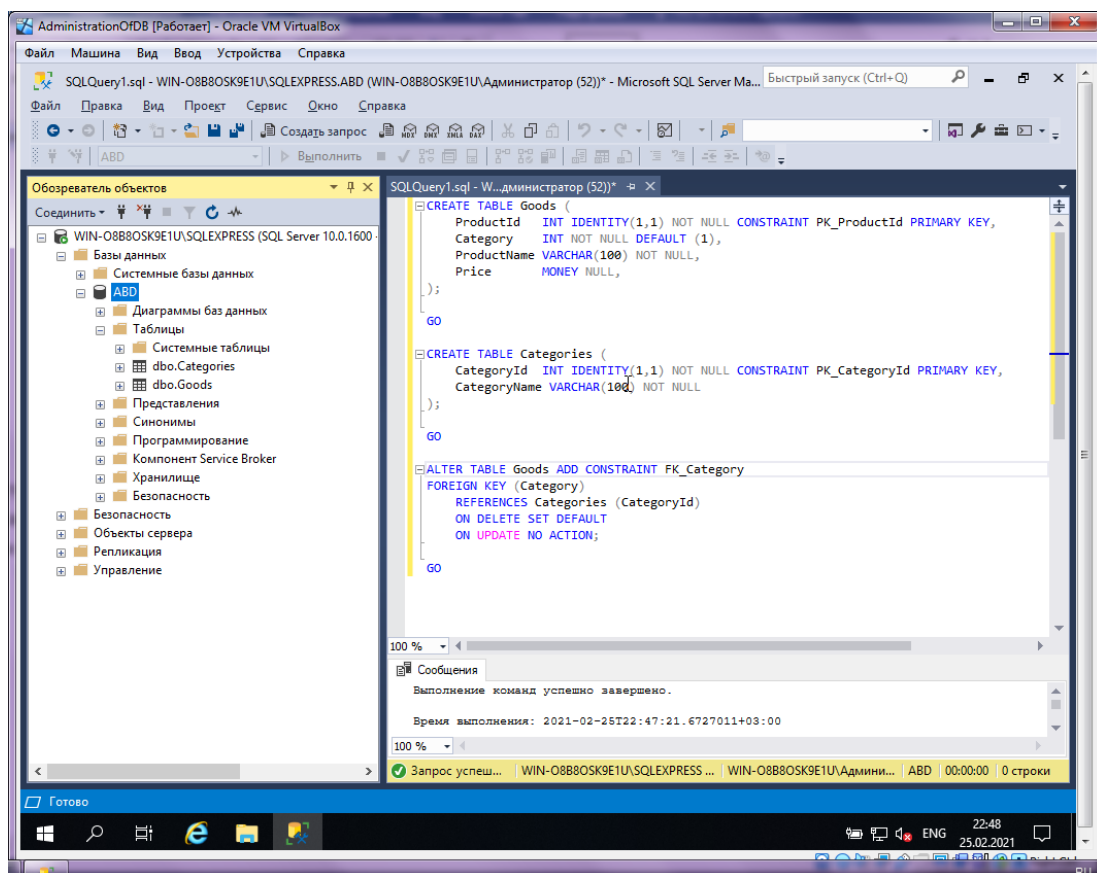 AdministrationOfDB [Работает] - Oracle VM VirtualBox
Файл Машина Вид Ввод Устройства Справка
SQLQuery1.sql - WIN-O8B8OSK9E1U\SQLEXPRESS.ABD (WIN-O8B8OSK9E1U\Администратор (52))* - Microsoft SQL Server Ma...
Быстрый запуск (Ctrl+Q)
Файл Правка Вид Проект Сервис Окно Справка
Создать запрос MDX DMX XMLA DAX
ABD Выполнить
Обозреватель объектов
Соединить
WIN-O8B8OSK9E1U\SQLEXPRESS (SQL Server 10.0.1600 -
Базы данных
Системные базы данных
ABD
Диаграммы баз данных
Таблицы
Системные таблицы
dbo.Categories
dbo.Goods
Представления
Синонимы
Программирование
Компонент Service Broker
Хранилище
Безопасность
Безопасность
Объекты сервера
Репликация
Управление
SQLQuery1.sql - W...дминистратор (52))*
CREATE TABLE Goods (
ProductId INT IDENTITY(1,1) NOT NULL CONSTRAINT PK_ProductId PRIMARY KEY,
Category INT NOT NULL DEFAULT (1),
ProductName VARCHAR(100) NOT NULL,
Price MONEY NULL,
);
GO
CREATE TABLE Categories (
CategoryId INT IDENTITY(1,1) NOT NULL CONSTRAINT PK_CategoryId PRIMARY KEY,
CategoryName VARCHAR(100) NOT NULL
);
GO
ALTER TABLE Goods ADD CONSTRAINT FK_Category
FOREIGN KEY (Category)
REFERENCES Categories (CategoryId)
ON DELETE SET DEFAULT
ON UPDATE NO ACTION;
GO
100 %
Сообщения
Выполнение команд успешно завершено.
Время выполнения: 2021-02-25T22:47:21.6727011+03:00
100 %
Запрос успеш... WIN-O8B8OSK9E1U\SQLEXPRESS ... WIN-O8B8OSK9E1U\Админи... ABD 00:00:00 0 строки
Готово
ENG 22:48
25.02.2021